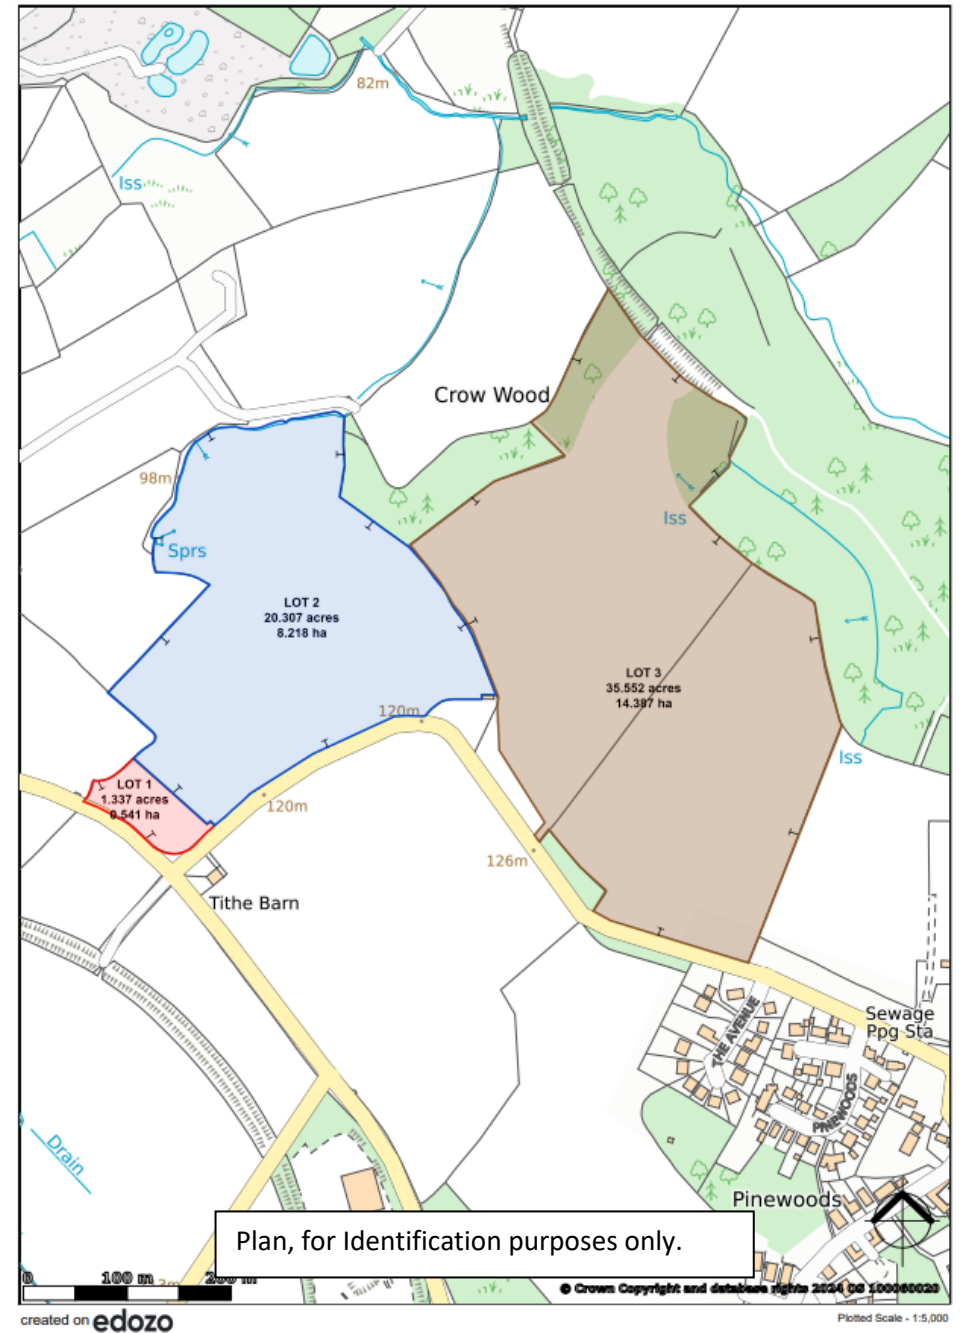 82m
Iss
Crow Wood
98m
Sprs
Iss
LOT 2
20.307 acres
8.218 ha
LOT 3
35.552 acres
14.387 ha
120m
Iss
LOT 1
1.337 acres
0.541 ha
120m
126m
Tithe Barn
Sewage
Ppg Sta
THE AVENUE
PINEWOODS
Drain
Pinewoods
Plan, for Identification purposes only.
0 100 m 200 m
© Crown Copyright and database rights 2024 OS 100060020
created on edozo
Plotted Scale - 1:5,000